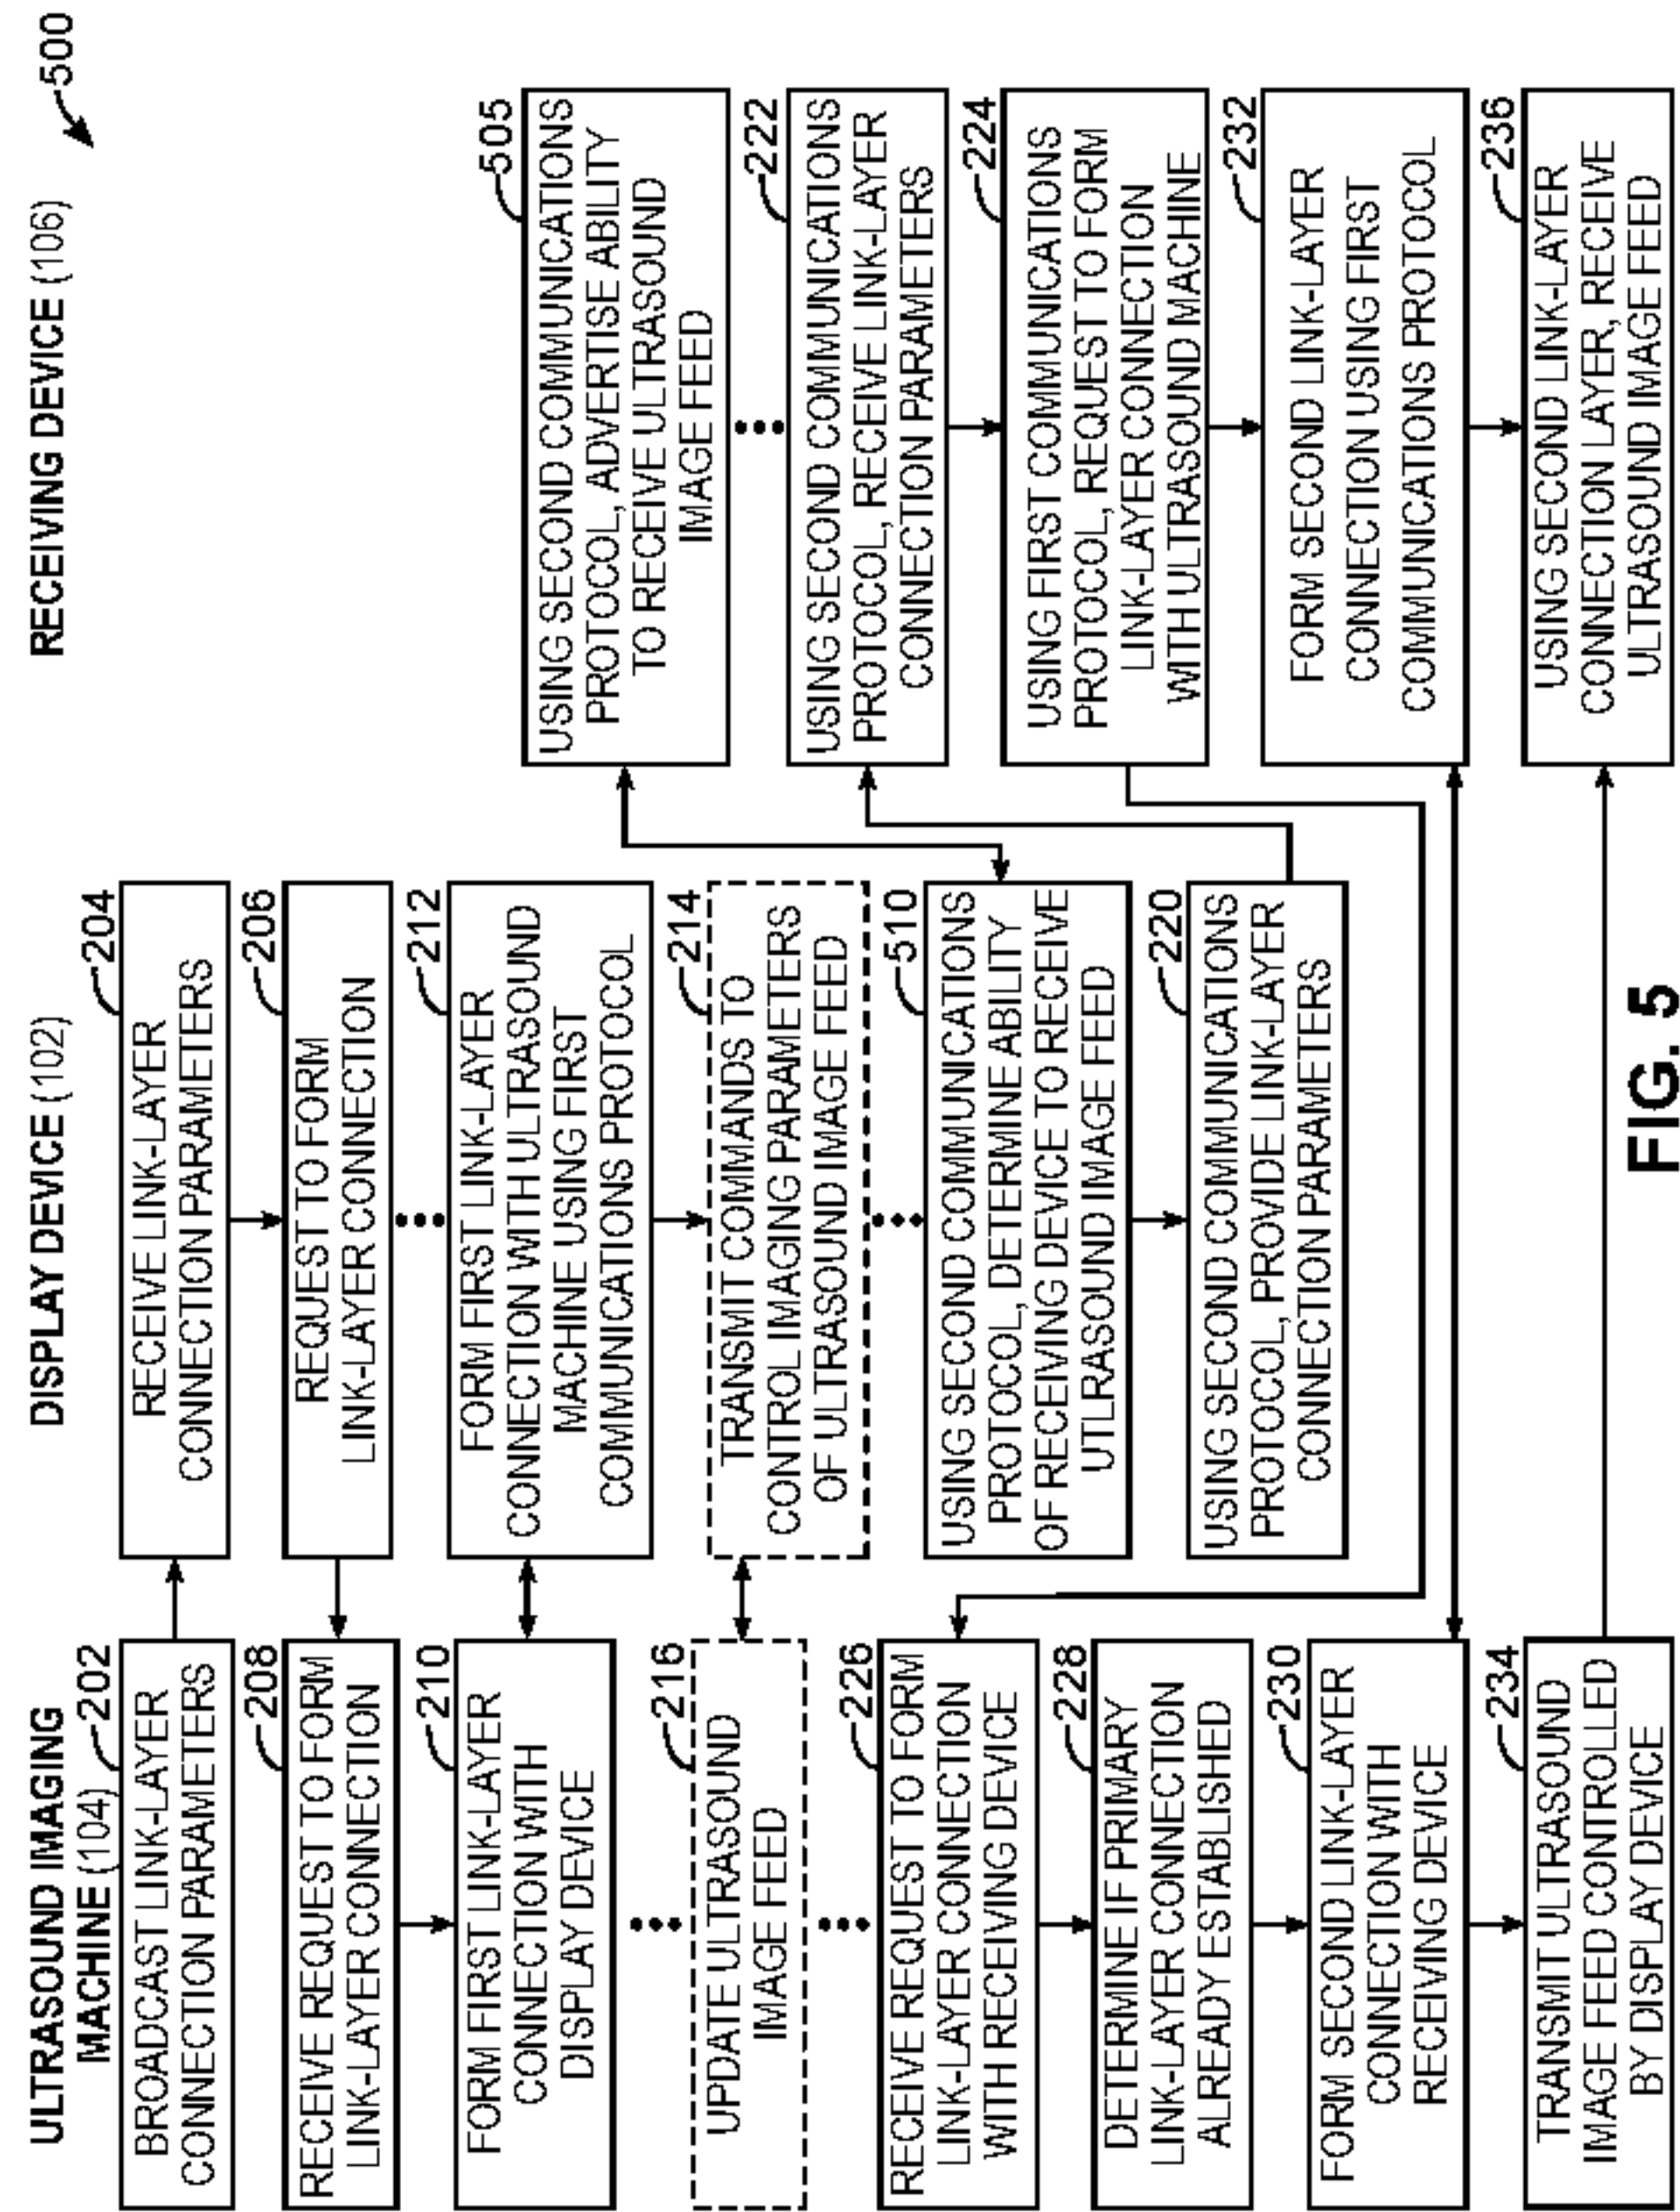 500
ULTRASOUND IMAGING
MACHINE (104)
202
BROADCAST LINK-LAYER
CONNECTION PARAMETERS
208
RECEIVE REQUEST TO FORM
LINK-LAYER CONNECTION
210
FORM FIRST LINK-LAYER
CONNECTION WITH
DISPLAY DEVICE
216
UPDATE ULTRASOUND
IMAGE FEED
226
RECEIVE REQUEST TO FORM
LINK-LAYER CONNECTION
WITH RECEIVING DEVICE
228
DETERMINE IF PRIMARY
LINK-LAYER CONNECTION
ALREADY ESTABLISHED
230
FORM SECOND LINK-LAYER
CONNECTION WITH
RECEIVING DEVICE
234
TRANSMIT ULTRASOUND
IMAGE FEED CONTROLLED
BY DISPLAY DEVICE
DISPLAY DEVICE (102)
204
RECEIVE LINK-LAYER
CONNECTION PARAMETERS
206
REQUEST TO FORM
LINK-LAYER CONNECTION
212
FORM FIRST LINK-LAYER
CONNECTION WITH ULTRASOUND
MACHINE USING FIRST
COMMUNICATIONS PROTOCOL
214
TRANSMIT COMMANDS TO
CONTROL IMAGING PARAMETERS
OF ULTRASOUND IMAGE FEED
510
USING SECOND COMMUNICATIONS
PROTOCOL, DETERMINE ABILITY
OF RECEIVING DEVICE TO RECEIVE
UTLRASOUND IMAGE FEED
220
USING SECOND COMMUNICATIONS
PROTOCOL, PROVIDE LINK-LAYER
CONNECTION PARAMETERS
RECEIVING DEVICE (106)
505
USING SECOND COMMUNICATIONS
PROTOCOL, ADVERTISE ABILITY
TO RECEIVE ULTRASOUND
IMAGE FEED
222
USING SECOND COMMUNICATIONS
PROTOCOL, RECEIVE LINK-LAYER
CONNECTION PARAMETERS
224
USING FIRST COMMUNICATIONS
PROTOCOL, REQUEST TO FORM
LINK-LAYER CONNECTION
WITH ULTRASOUND MACHINE
232
FORM SECOND LINK-LAYER
CONNECTION USING FIRST
COMMUNICATIONS PROTOCOL
236
USING SECOND LINK-LAYER
CONNECTION LAYER, RECEIVE
ULTRASOUND IMAGE FEED
FIG. 5